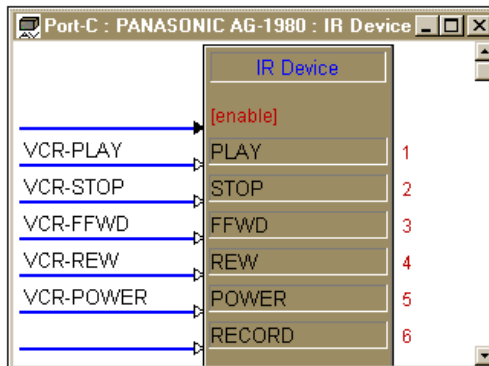 Port-C : PANASONIC AG-1980 : IR Device
IR Device
[enable]
VCR-PLAY PLAY 1
VCR-STOP STOP 2
VCR-FFWD FFWD 3
VCR-REW REW 4
VCR-POWER POWER 5
RECORD 6